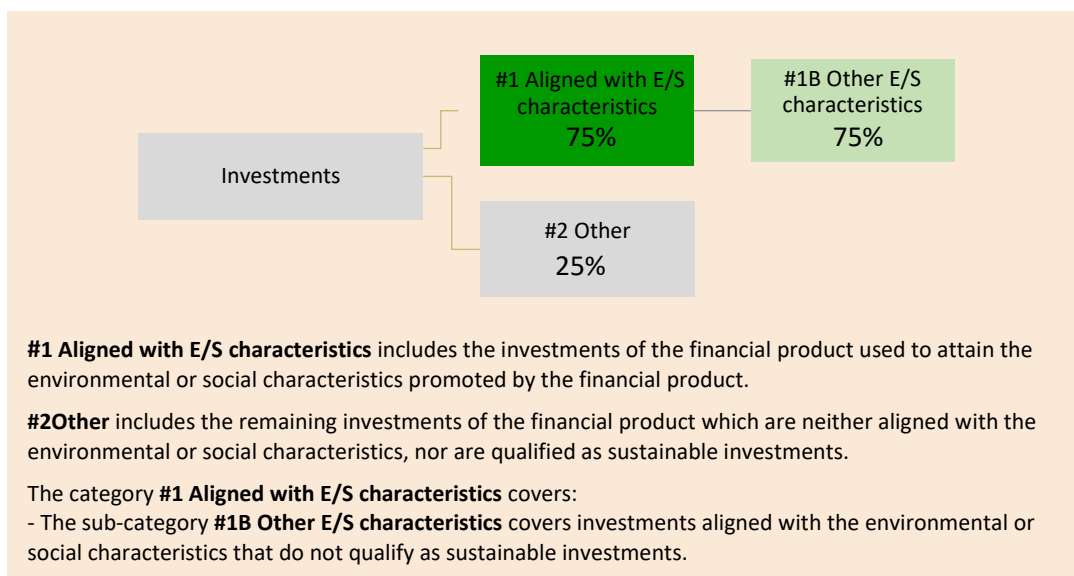 #1 Aligned with E/S
characteristics
75%
#1B Other E/S
characteristics
75%
Investments
#2 Other
25%
#1 Aligned with E/S characteristics includes the investments of the financial product used to attain the
environmental or social characteristics promoted by the financial product.
#2Other includes the remaining investments of the financial product which are neither aligned with the
environmental or social characteristics, nor are qualified as sustainable investments.
The category #1 Aligned with E/S characteristics covers:
- The sub-category #1B Other E/S characteristics covers investments aligned with the environmental or
social characteristics that do not qualify as sustainable investments.